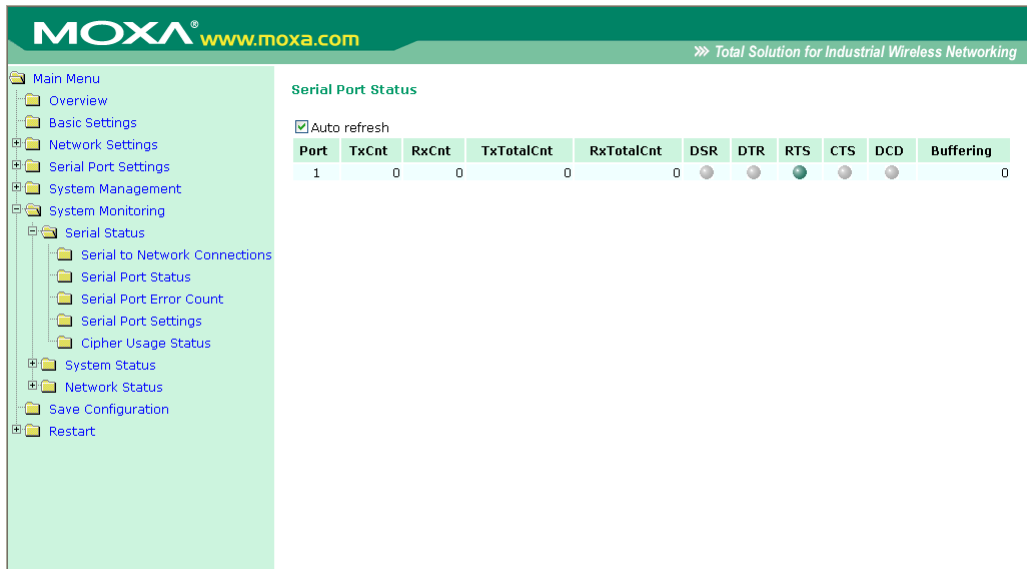 MOXA® www.moxa.com
Total Solution for Industrial Wireless Networking
Main Menu
Overview
Basic Settings
Network Settings
Serial Port Settings
System Management
System Monitoring
Serial Status
Serial to Network Connections
Serial Port Status
Serial Port Error Count
Serial Port Settings
Cipher Usage Status
System Status
Network Status
Save Configuration
Restart
Serial Port Status
Auto refresh
Port TxCnt RxCnt TxTotalCnt RxTotalCnt DSR DTR RTS CTS DCD Buffering
1 0 0 0 0 0